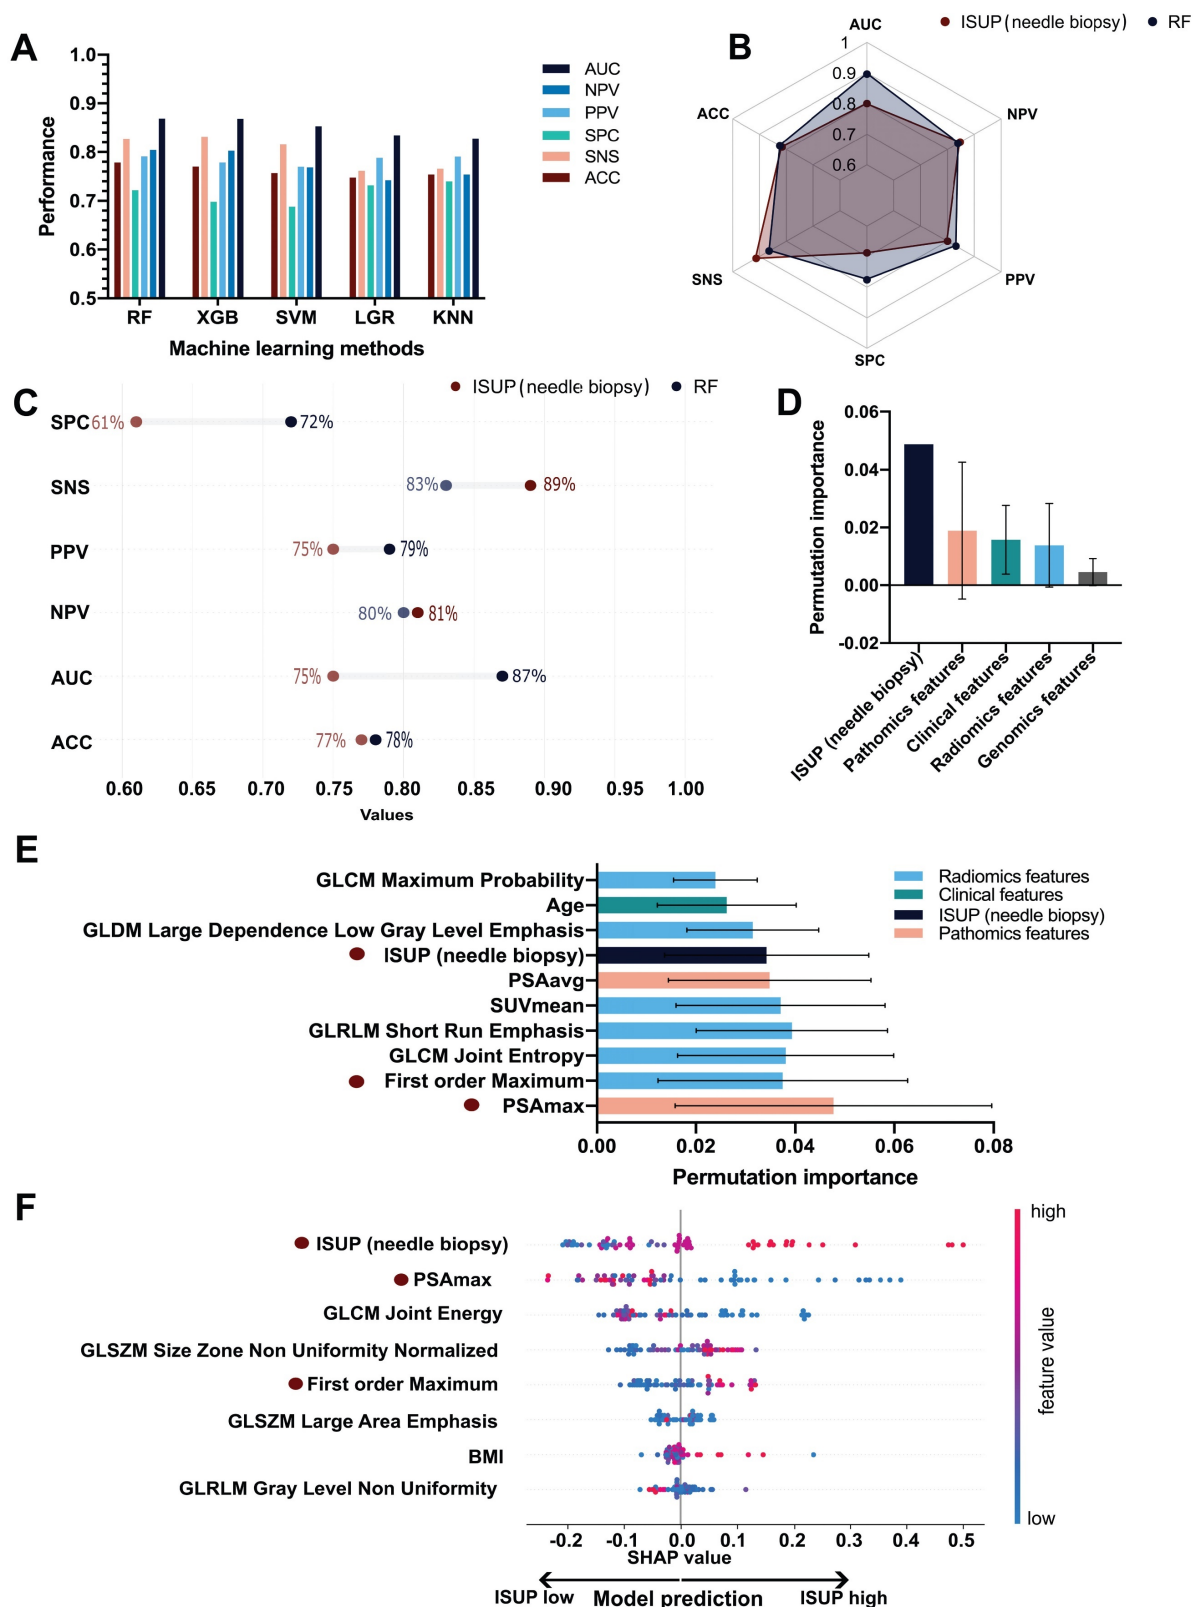 A
1.0
0.9
0.8
0.7
0.6
0.5
Performance
RF XGB SVM LGR KNN
Machine learning methods
AUC
NPV
PPV
SPC
SNS
ACC
B
ISUP (needle biopsy) RF
AUC
1
0.9
0.8
0.7
0.6
ACC
NPV
SNS
PPV
SPC
C
ISUP (needle biopsy) RF
SPC 61% 72%
SNS 83% 89%
PPV 75% 79%
NPV 80% 81%
AUC 75% 87%
ACC 77% 78%
0.60 0.65 0.70 0.75 0.80 0.85 0.90 0.95 1.00
Values
D
0.06
0.04
0.02
0.00
-0.02
Permutation importance
ISUP (needle biopsy)
Pathomics features
Clinical features
Radiomics features
Genomics features
E
GLCM Maximum Probability
Age
GLDM Large Dependence Low Gray Level Emphasis
ISUP (needle biopsy)
PSAavg
SUVmean
GLRLM Short Run Emphasis
GLCM Joint Entropy
First order Maximum
PSAmax
0.00 0.02 0.04 0.06 0.08
Permutation importance
Radiomics features
Clinical features
ISUP (needle biopsy)
Pathomics features
F
ISUP (needle biopsy)
PSAmax
GLCM Joint Energy
GLSZM Size Zone Non Uniformity Normalized
First order Maximum
GLSZM Large Area Emphasis
BMI
GLRLM Gray Level Non Uniformity
high
feature value
low
-0.2 -0.1 0.0 0.1 0.2 0.3 0.4 0.5
SHAP value
ISUP low Model prediction ISUP high